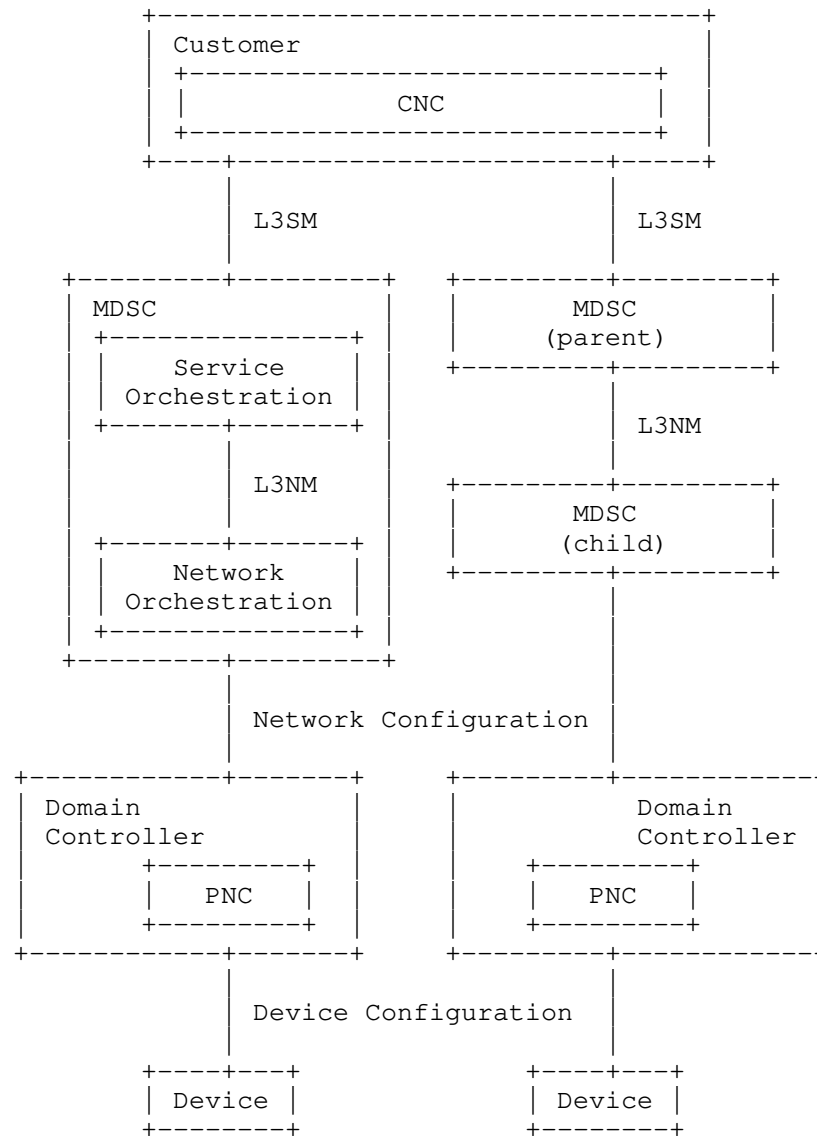 Customer
CNC
L3SM L3SM
MDSC MDSC
(parent)
Service
Orchestration
L3NM
L3NM
MDSC
(child)
Network
Orchestration
Network Configuration
Domain Domain
Controller Controller
PNC PNC
Device Configuration
Device Device